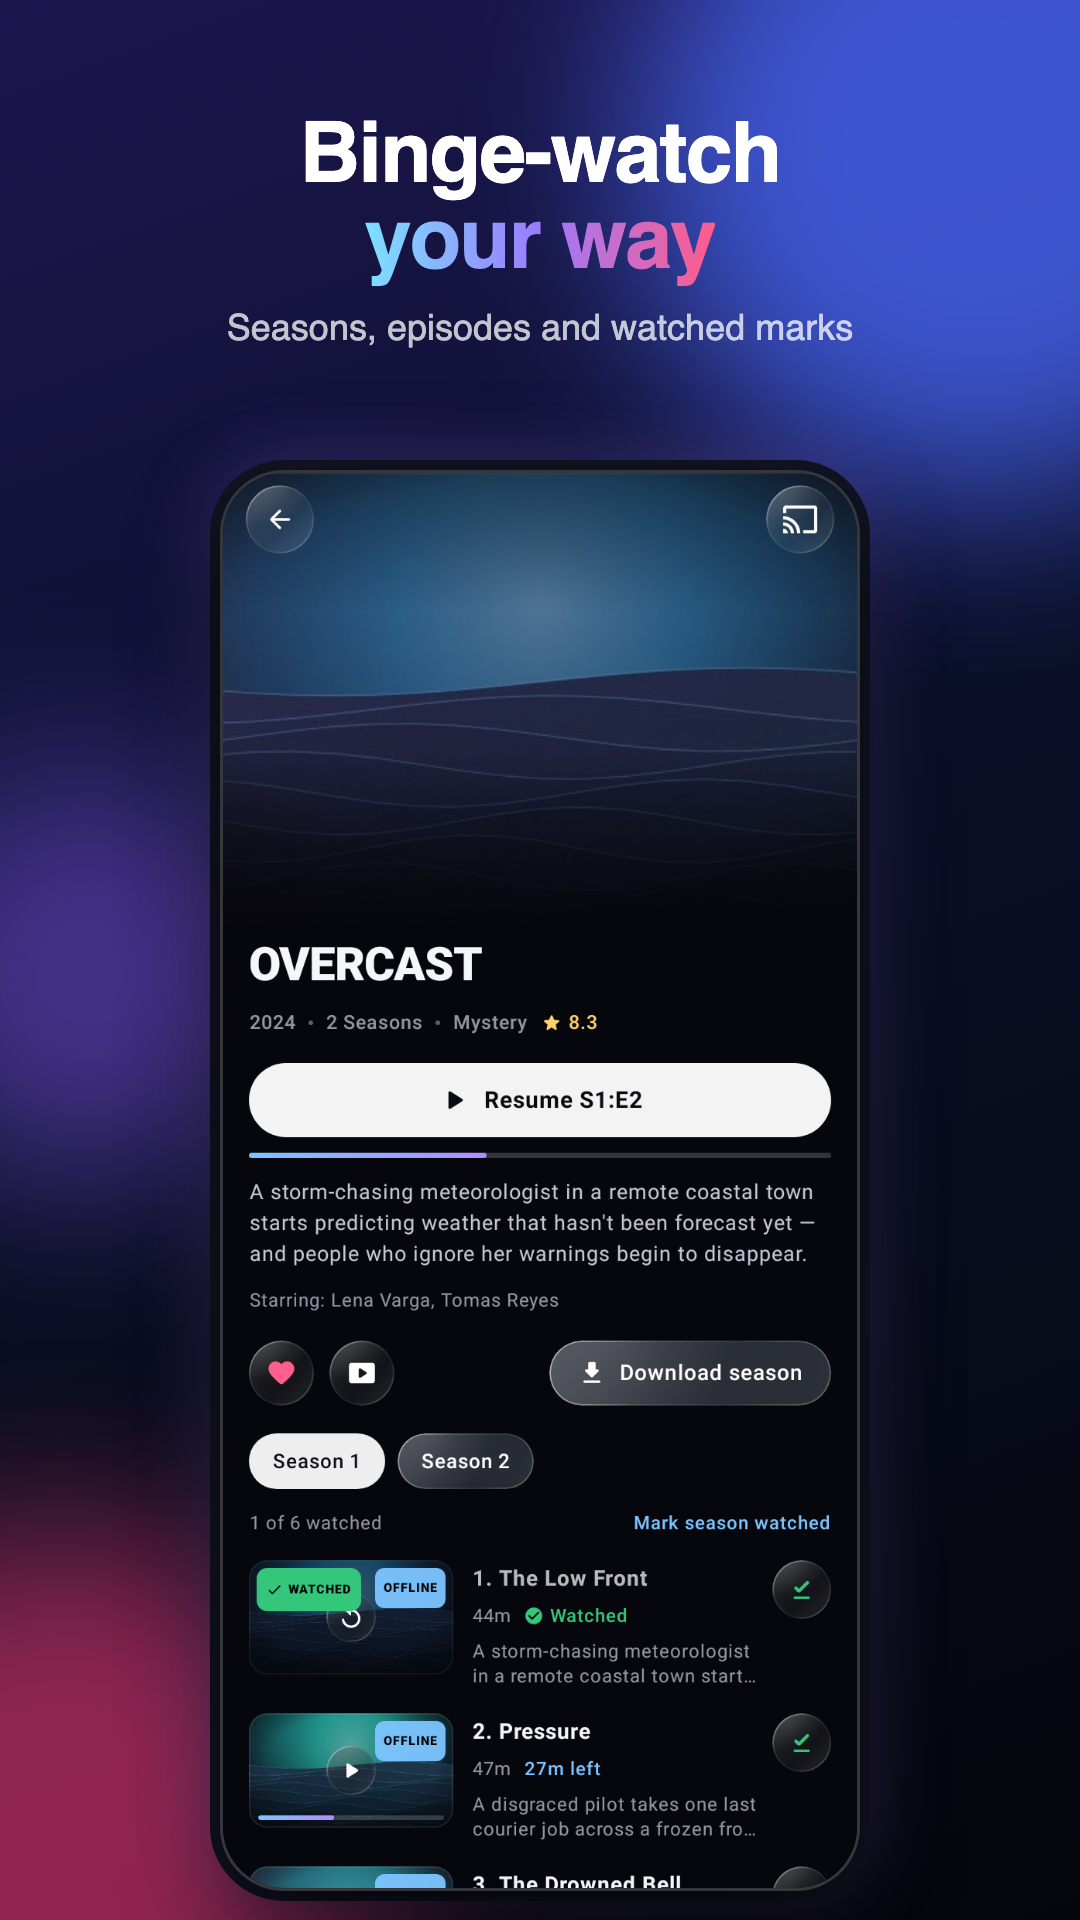 Binge-watch
your way
Seasons, episodes and watched marks
OVERCAST
2024 • 2 Seasons • Mystery ★ 8.3
Resume S1:E2
A storm-chasing meteorologist in a remote coastal town
starts predicting weather that hasn't been forecast yet —
and people who ignore her warnings begin to disappear.
Starring: Lena Varga, Tomas Reyes
Download season
Season 1 Season 2
1 of 6 watched Mark season watched
WATCHED OFFLINE
1. The Low Front
44m Watched
A storm-chasing meteorologist
in a remote coastal town start...
OFFLINE
2. Pressure
47m 27m left
A disgraced pilot takes one last
courier job across a frozen fro...
3. The Drowned Bell